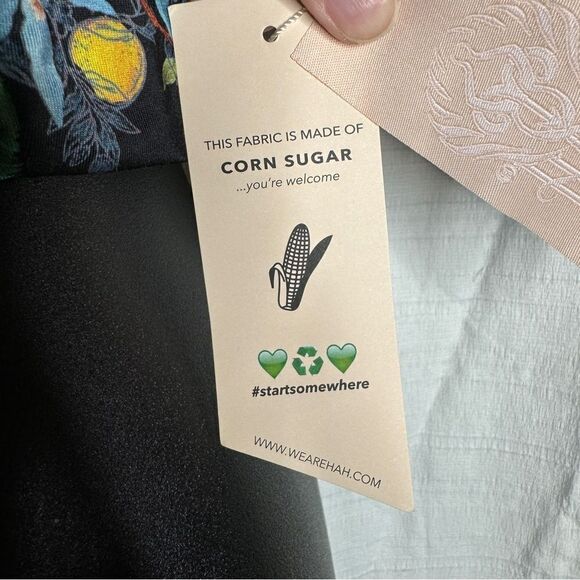 THIS FABRIC IS MADE OF
CORN SUGAR
...you're welcome
#startsomewhere
WWW.WEAREHAH.COM